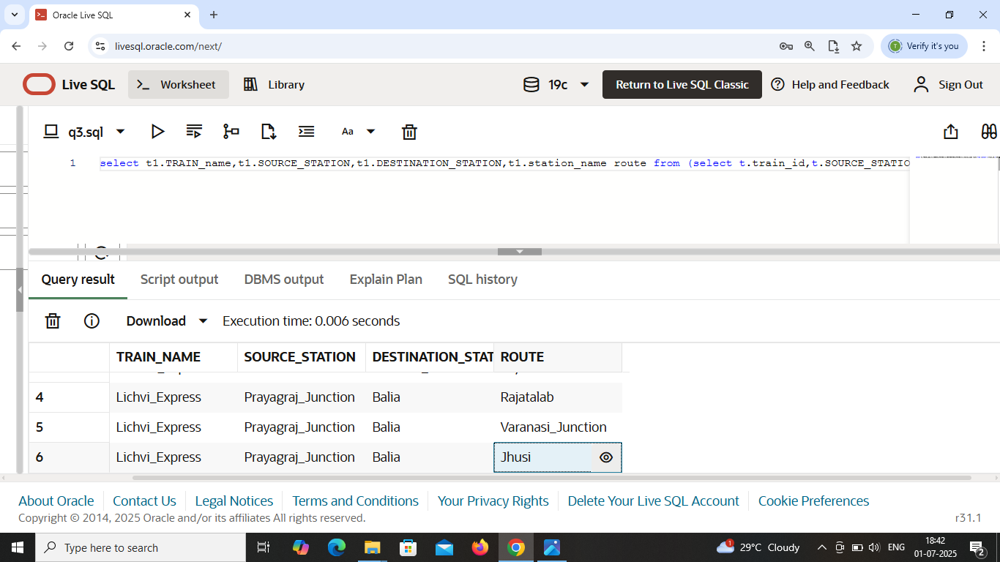 Oracle Live SQL
livesql.oracle.com/next/
T
Verify it's you
Live SQL
Worksheet
Library
19c
Return to Live SQL Classic
Help and Feedback
Sign Out
q3.sql
Aa
1 select t1.TRAIN_name,t1.SOURCE_STATION,t1.DESTINATION_STATION,t1.station_name route from (select t.train_id,t.SOURCE_STATIO
Query result Script output DBMS output Explain Plan SQL history
Download Execution time: 0.006 seconds
TRAIN_NAME SOURCE_STATION DESTINATION_STAT ROUTE
4 Lichvi_Express Prayagraj_Junction Balia Rajatalab
5 Lichvi_Express Prayagraj_Junction Balia Varanasi_Junction
6 Lichvi_Express Prayagraj_Junction Balia Jhusi
About Oracle Contact Us Legal Notices Terms and Conditions Your Privacy Rights Delete Your Live SQL Account Cookie Preferences
Copyright © 2014, 2025 Oracle and/or its affiliates All rights reserved. r31.1
Type here to search
1
29°C Cloudy
ENG
18:42
01-07-2025
2